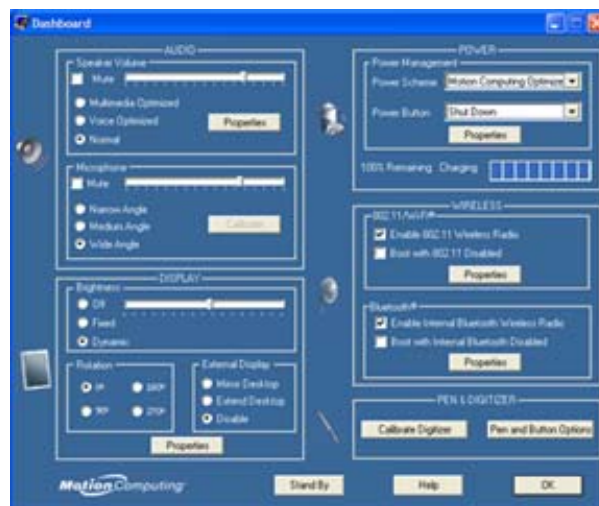 Dashboard
AUDIO
Speaker Volume
Mute
Multimedia Optimized
Voice Optimized
Normal
Properties
Microphone
Mute
Narrow Angle
Medium Angle
Wide Angle
Calibrate
DISPLAY
Brightness
Off
Fixed
Dynamic
Rotation
0º
180º
90º
270º
External Display
Mirror Desktop
Extend Desktop
Disable
Properties
POWER
Power Management
Power Scheme Motion Computing Optimize
Power Button Shut Down
Properties
100% Remaining Charging
WIRELESS
802.11/WiFi®
Enable 802.11 Wireless Radio
Boot with 802.11 Disabled
Properties
Bluetooth®
Enable Internal Bluetooth Wireless Radio
Boot with Internal Bluetooth Disabled
Properties
PEN & DIGITIZER
Calibrate Digitizer Pen and Button Options
Motion Computing Stand By Help OK